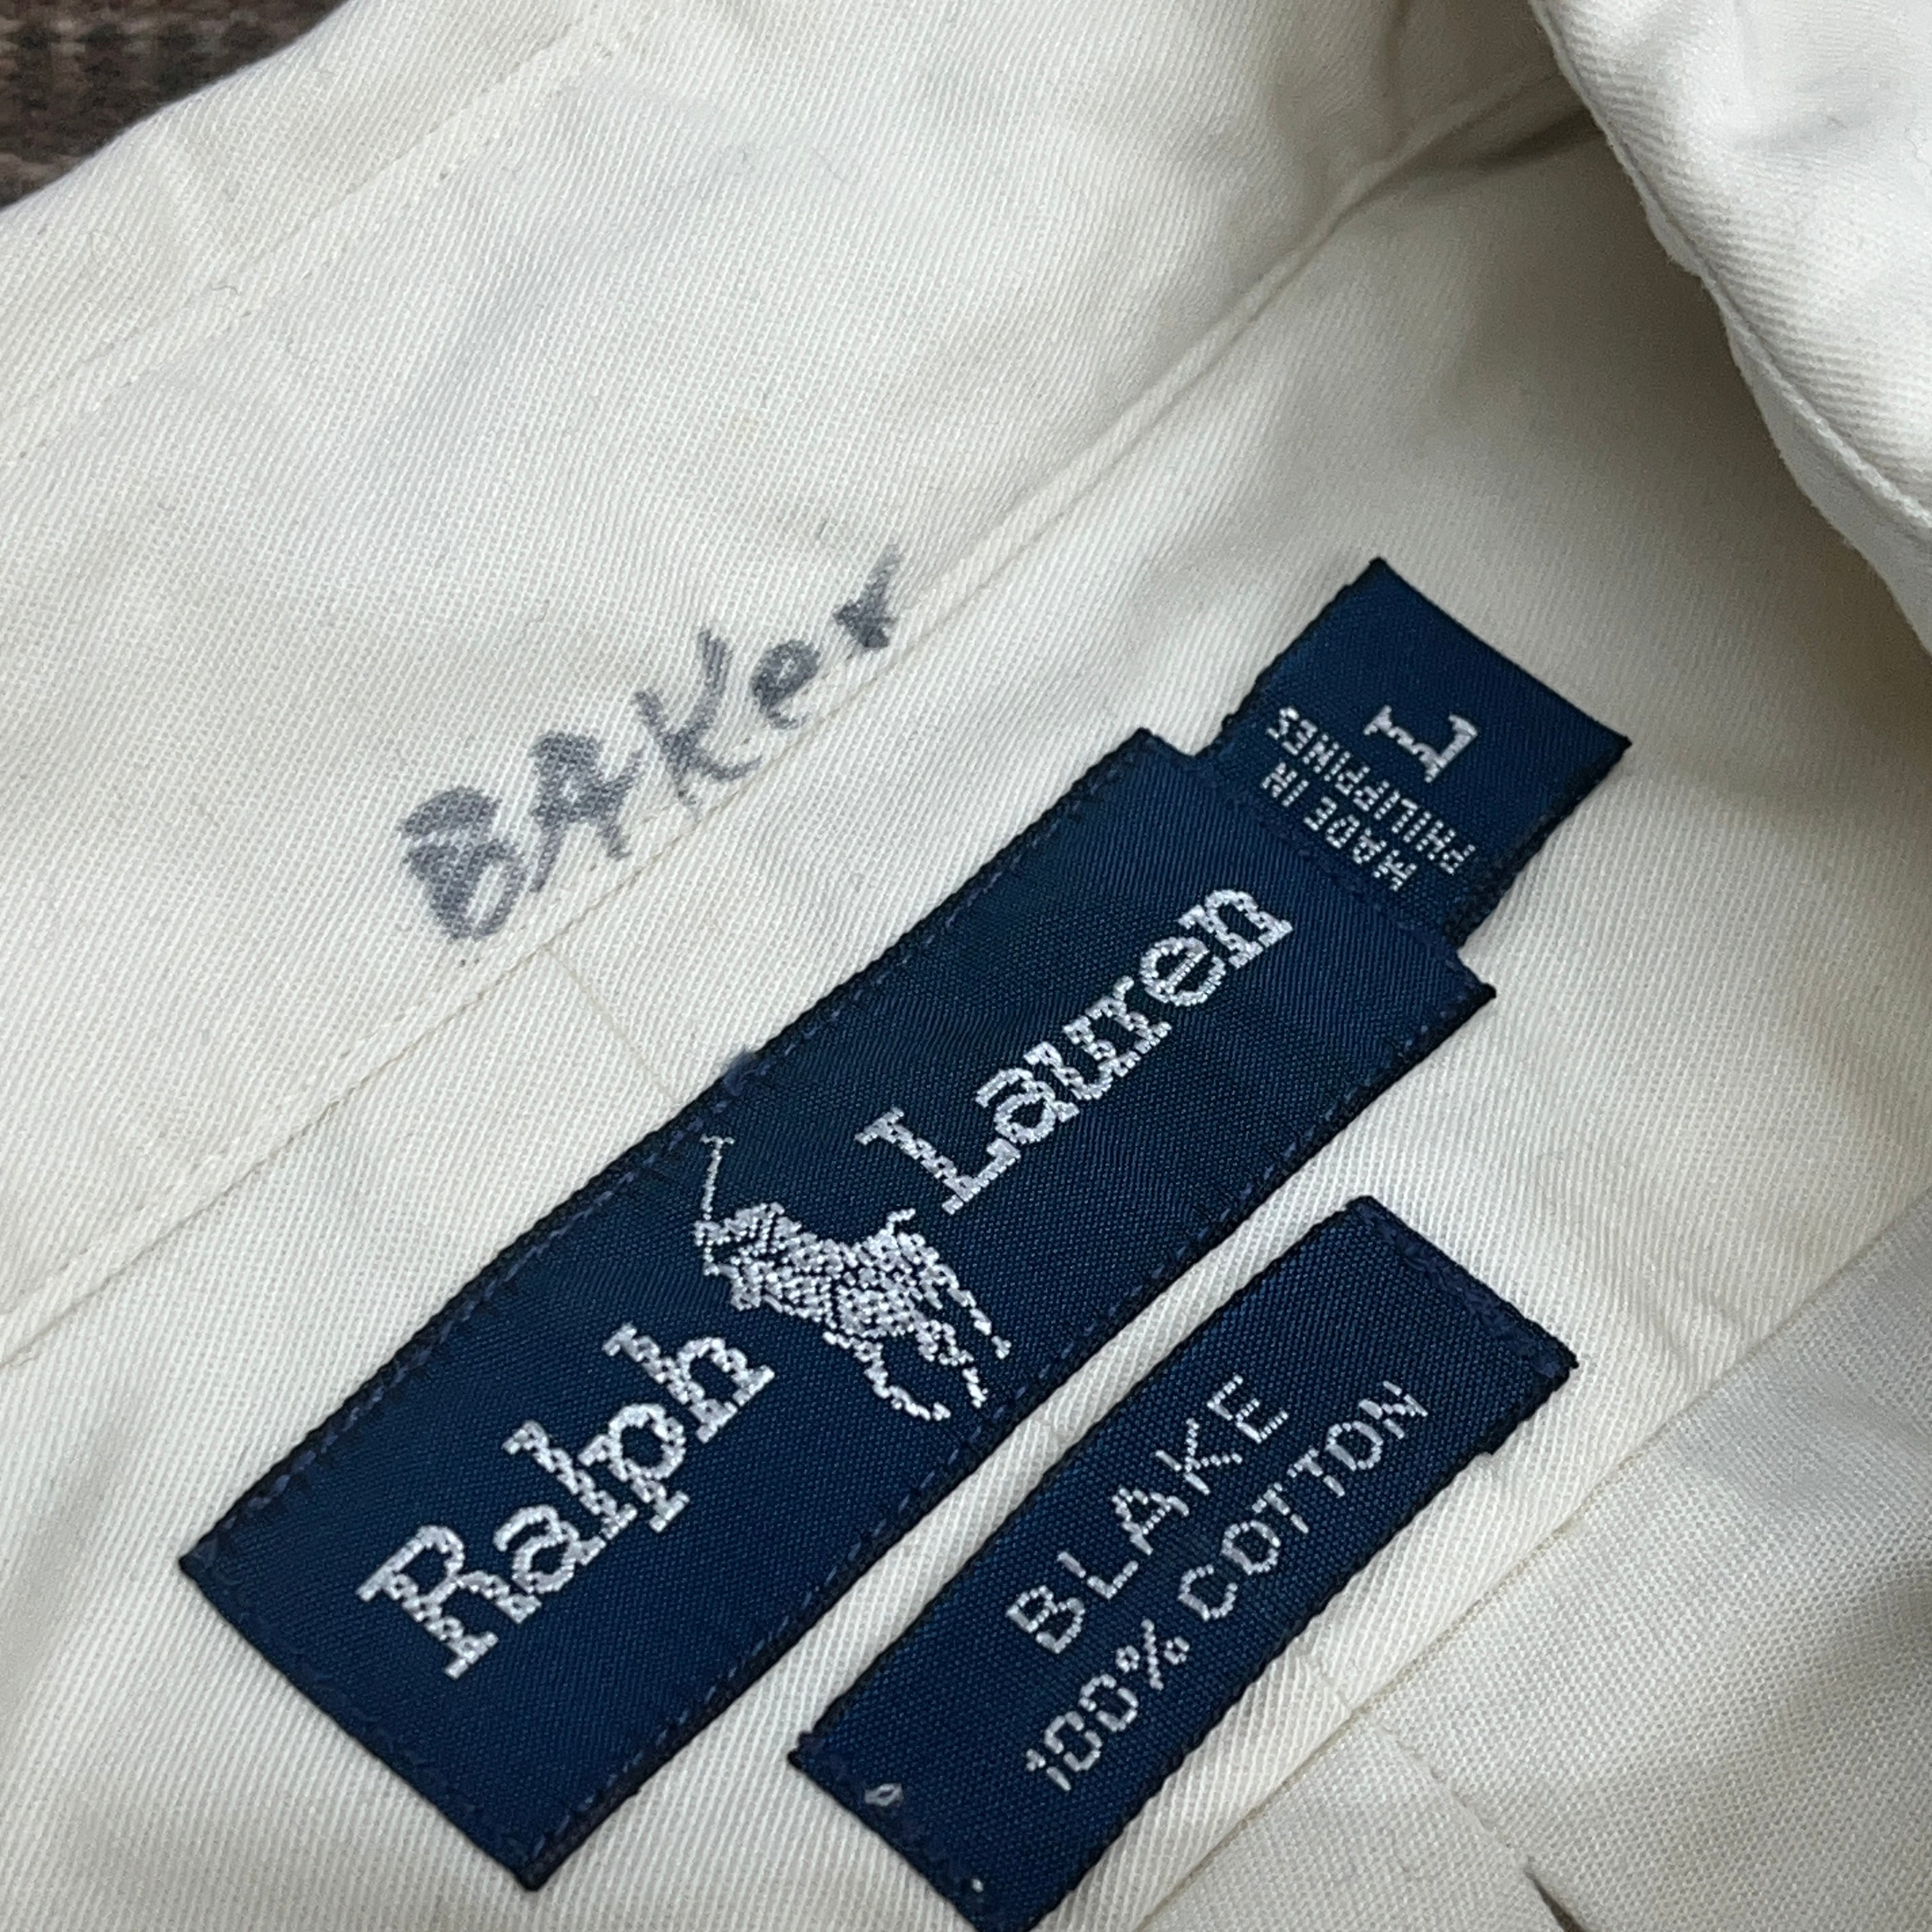 BAKer
Ralph Lauren
L
MADE IN
PHILIPPINES
BLAKE
100% COTTON